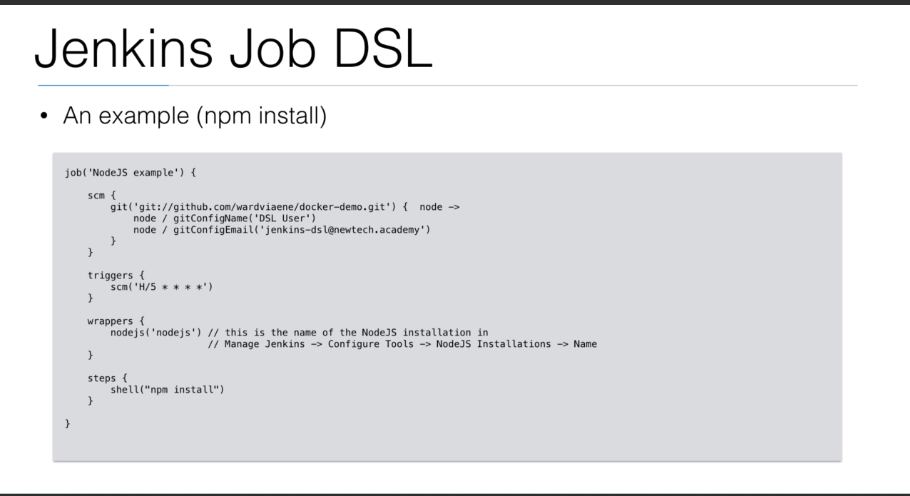 Jenkins Job DSL
• An example (npm install)
job('NodeJS example') {
    scm {
        git('git://github.com/wardviaene/docker-demo.git') {  node ->
            node / gitConfigName('DSL User')
            node / gitConfigEmail('jenkins-dsl@newtech.academy')
        }
    }
    triggers {
        scm('H/5 * * * *')
    }
    wrappers {
        nodejs('nodejs') // this is the name of the NodeJS installation in
                         // Manage Jenkins -> Configure Tools -> NodeJS Installations -> Name
    }
    steps {
        shell("npm install")
    }
}